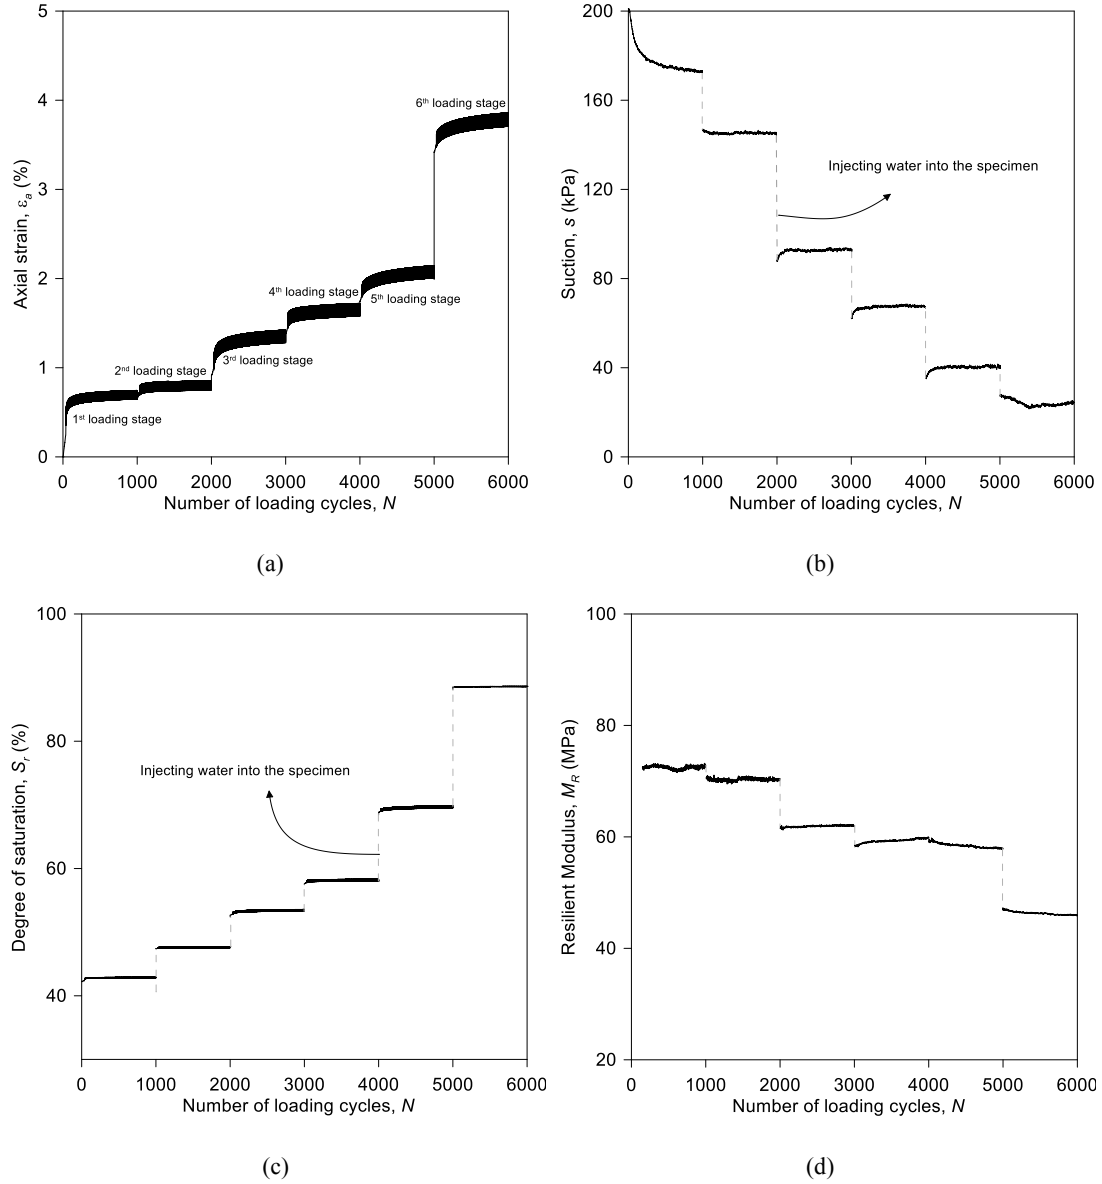 5
4
3
2
1
0
Axial strain, εa (%)
6th loading stage
4th loading stage
5th loading stage
2nd loading stage
3rd loading stage
1st loading stage
0 1000 2000 3000 4000 5000 6000
Number of loading cycles, N
(a)
200
160
120
80
40
0
Suction, s (kPa)
Injecting water into the specimen
0 1000 2000 3000 4000 5000 6000
Number of loading cycles, N
(b)
100
80
60
40
Degree of saturation, Sr (%)
Injecting water into the specimen
0 1000 2000 3000 4000 5000 6000
Number of loading cycles, N
(c)
100
80
60
40
20
Resilient Modulus, MR (MPa)
0 1000 2000 3000 4000 5000 6000
Number of loading cycles, N
(d)